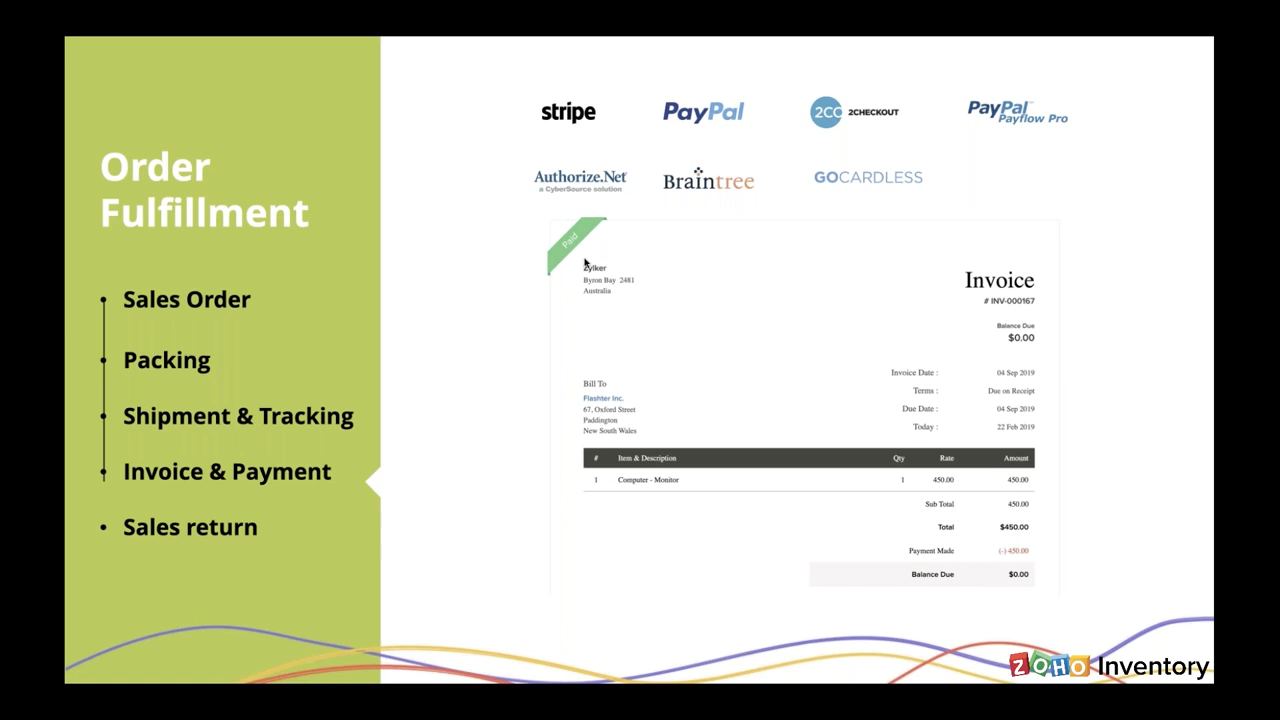 Order
Fulfillment
Sales Order
Packing
Shipment & Tracking
Invoice & Payment
Sales return
stripe PayPal 2CO 2CHECKOUT PayPal Payflow Pro
Authorize.Net a CyberSource solution Braintree GOCARDLESS
Paid
Zylker
Byron Bay 2481
Australia
Invoice
# INV-000167
Balance Due
$0.00
Invoice Date : 04 Sep 2019
Terms : Due on Receipt
Due Date : 04 Sep 2019
Today : 22 Feb 2019
Bill To
Flashter Inc.
67, Oxford Street
Paddington
New South Wales
# Item & Description Qty Rate Amount
1 Computer - Monitor 1 450.00 450.00
Sub Total 450.00
Total $450.00
Payment Made (-) 450.00
Balance Due $0.00
ZOHO Inventory